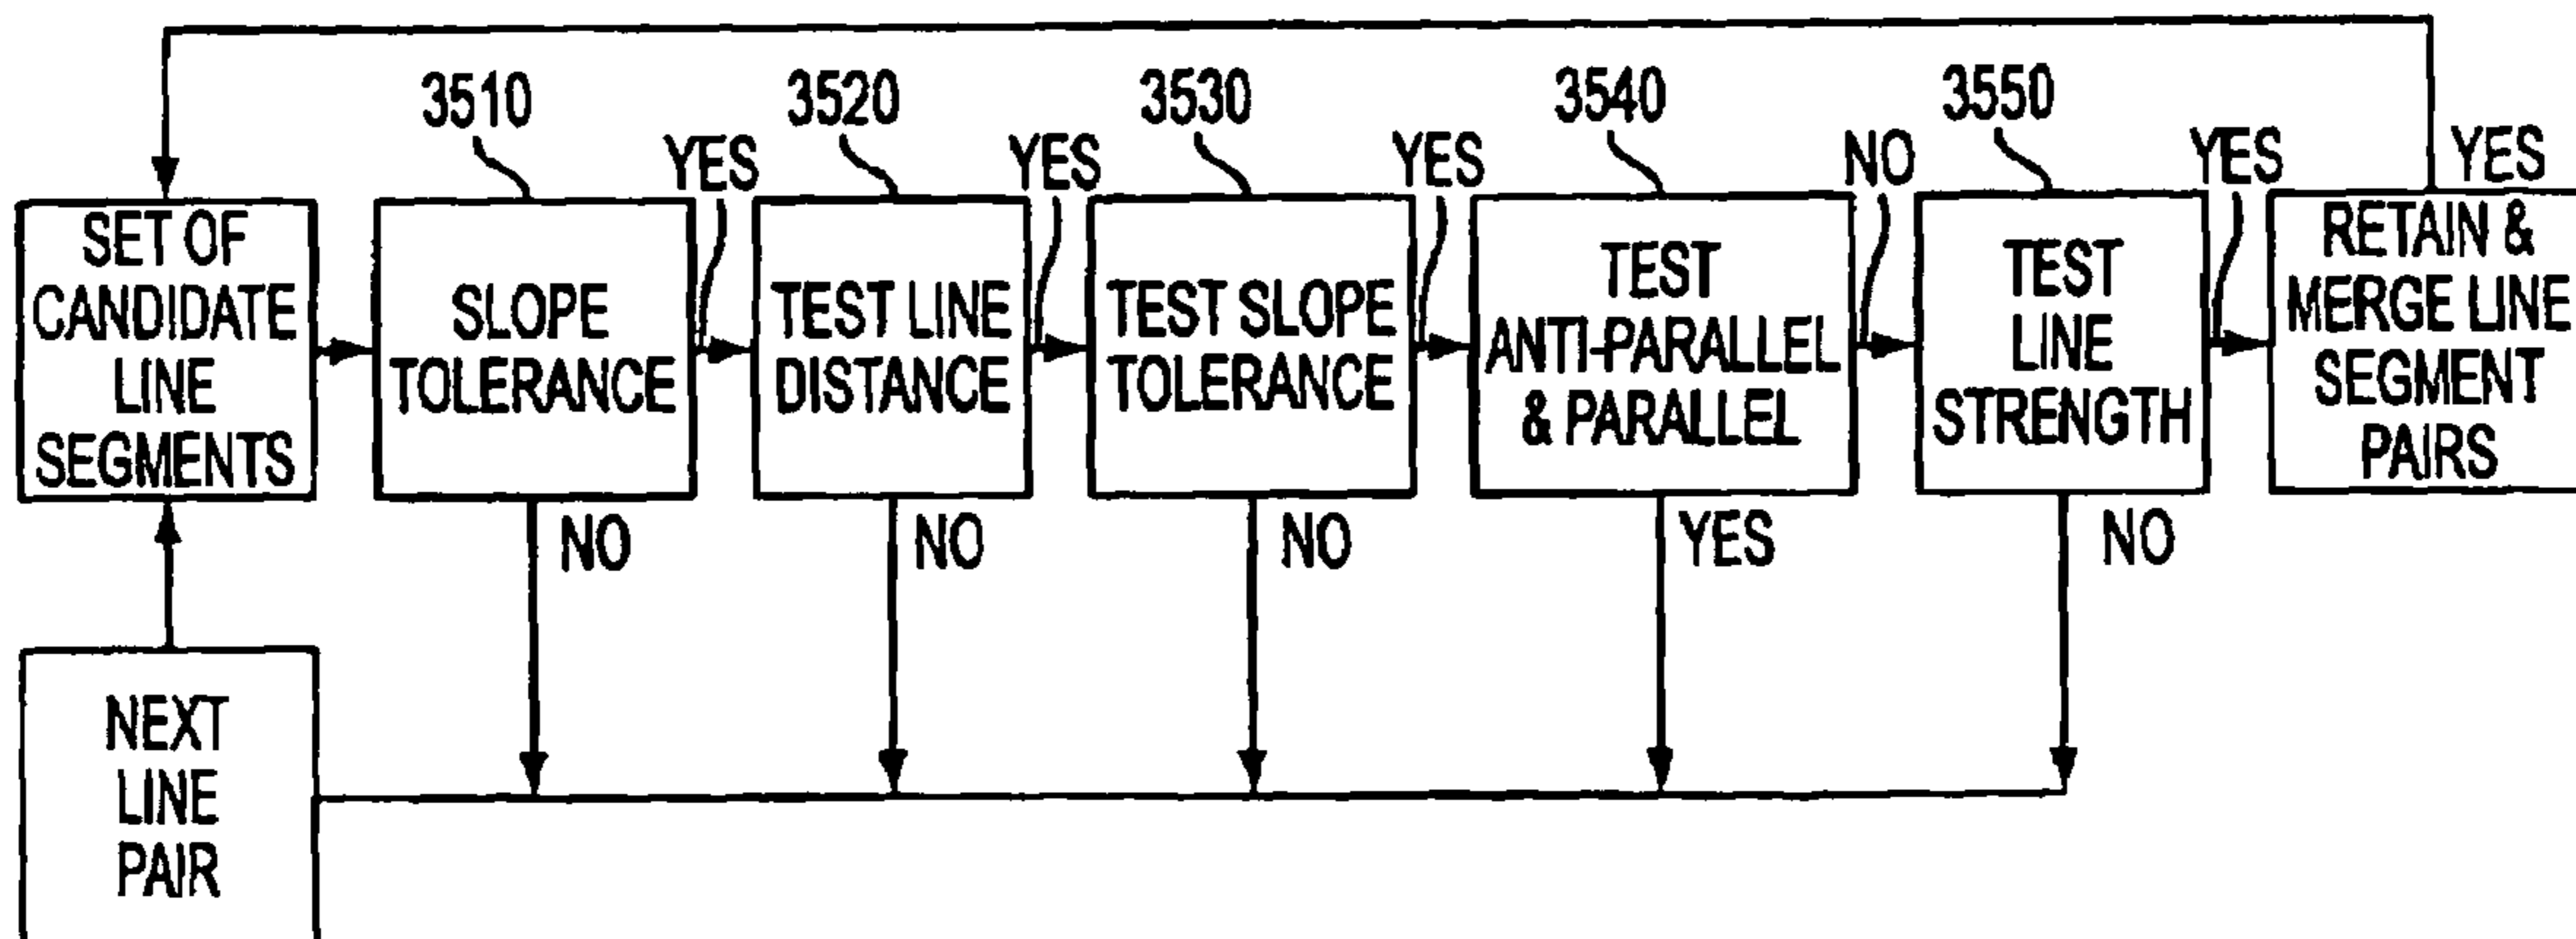 3510
3520
3530
3540
3550
YES
YES
YES
NO
YES
YES
SET OF
CANDIDATE
LINE
SEGMENTS
SLOPE
TOLERANCE
TEST LINE
DISTANCE
TEST SLOPE
TOLERANCE
TEST
ANTI-PARALLEL
& PARALLEL
TEST
LINE
STRENGTH
RETAIN &
MERGE LINE
SEGMENT
PAIRS
NO
NO
NO
YES
NO
NEXT
LINE
PAIR